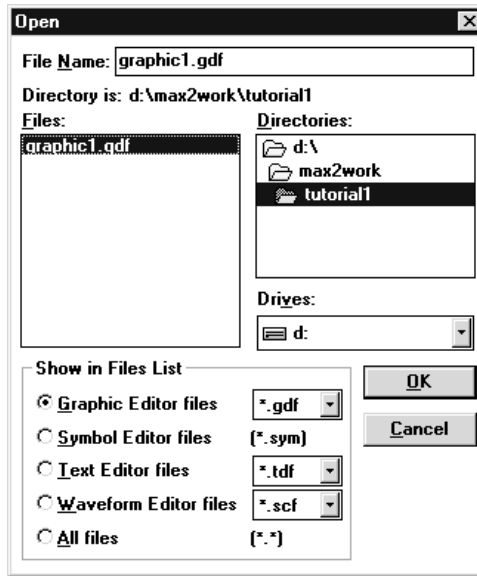 Open
File Name: graphic1.gdf
Directory is: d:\max2work\tutorial1
Files:
graphic1.gdf
Directories:
d:\
max2work
tutorial1
Drives:
d:
Show in Files List
Graphic Editor files *.gdf
Symbol Editor files (*.sym)
Text Editor files *.tdf
Waveform Editor files *.scf
All files (*.*)
OK
Cancel